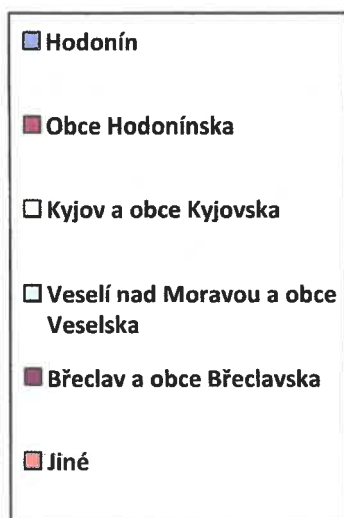 Hodonín
Obce Hodonínska
Kyjov a obce Kyjovska
Veselí nad Moravou a obce
Veselska
Břeclav a obce Břeclavska
Jiné